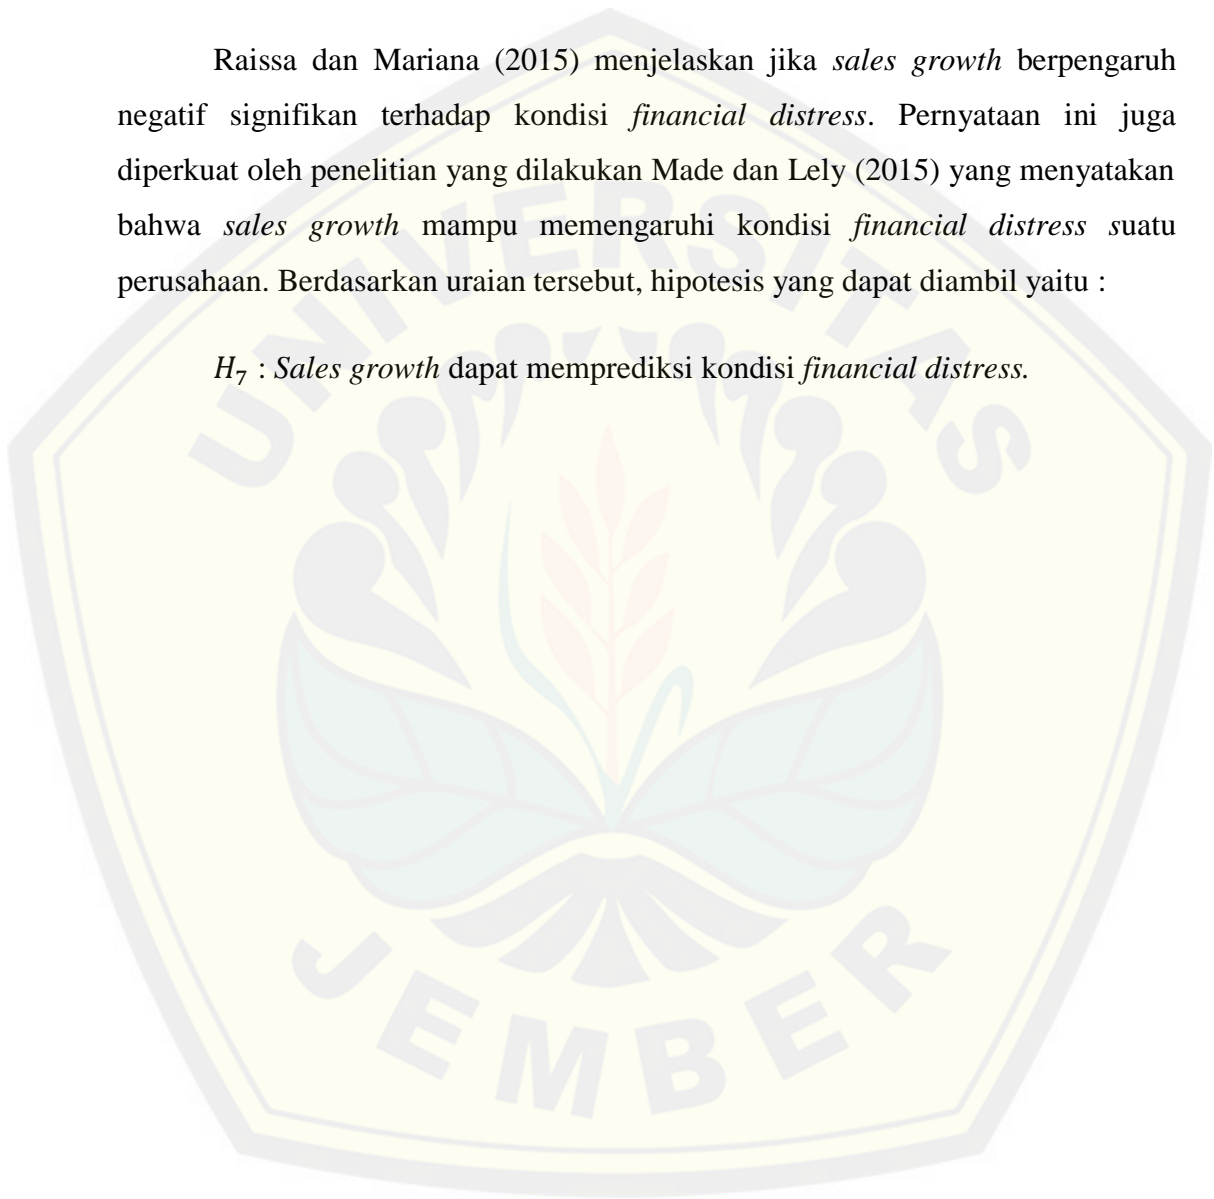 Raissa dan Mariana (2015) menjelaskan jika sales growth berpengaruh
negatif signifikan terhadap kondisi financial distress. Pernyataan ini juga
diperkuat oleh penelitian yang dilakukan Made dan Lely (2015) yang menyatakan
bahwa sales growth mampu memengaruhi kondisi financial distress suatu
perusahaan. Berdasarkan uraian tersebut, hipotesis yang dapat diambil yaitu :
H₇ : Sales growth dapat memprediksi kondisi financial distress.
UNIVERSITAS
JEMBER